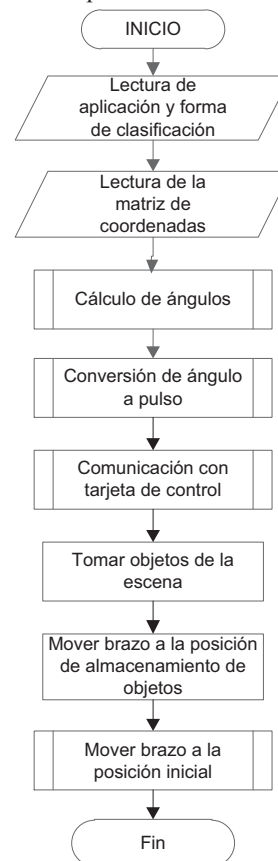 INICIO
Lectura de
aplicación y forma
de clasificación
Lectura de la
matriz de
coordenadas
Cálculo de ángulos
Conversión de ángulo
a pulso
Comunicación con
tarjeta de control
Tomar objetos de la
escena
Mover brazo a la posición
de almacenamiento de
objetos
Mover brazo a la
posición inicial
Fin